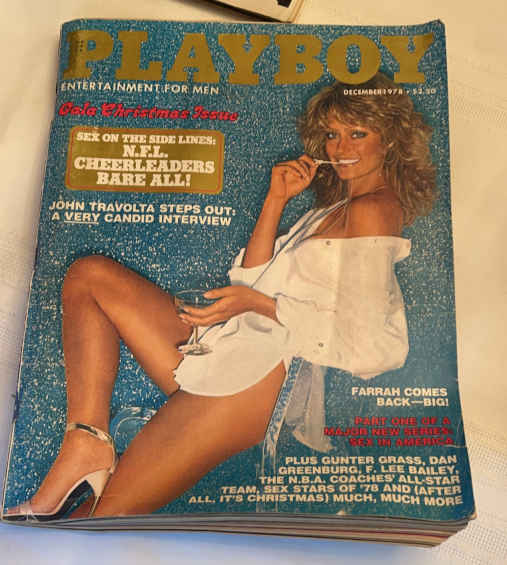 PLAYBOY
ENTERTAINMENT FOR MEN
DECEMBER 1978 • $2.50
Gala Christmas Issue
SEX ON THE SIDE LINES:
N.F.L.
CHEERLEADERS
BARE ALL!
JOHN TRAVOLTA STEPS OUT:
A VERY CANDID INTERVIEW
FARRAH COMES
BACK—BIG!
PART ONE OF A
MAJOR NEW SERIES:
SEX IN AMERICA
PLUS GUNTER GRASS, DAN
GREENBURG, F. LEE BAILEY,
THE N.B.A. COACHES' ALL-STAR
TEAM, SEX STARS OF '78 AND (AFTER
ALL, IT'S CHRISTMAS) MUCH, MUCH MORE